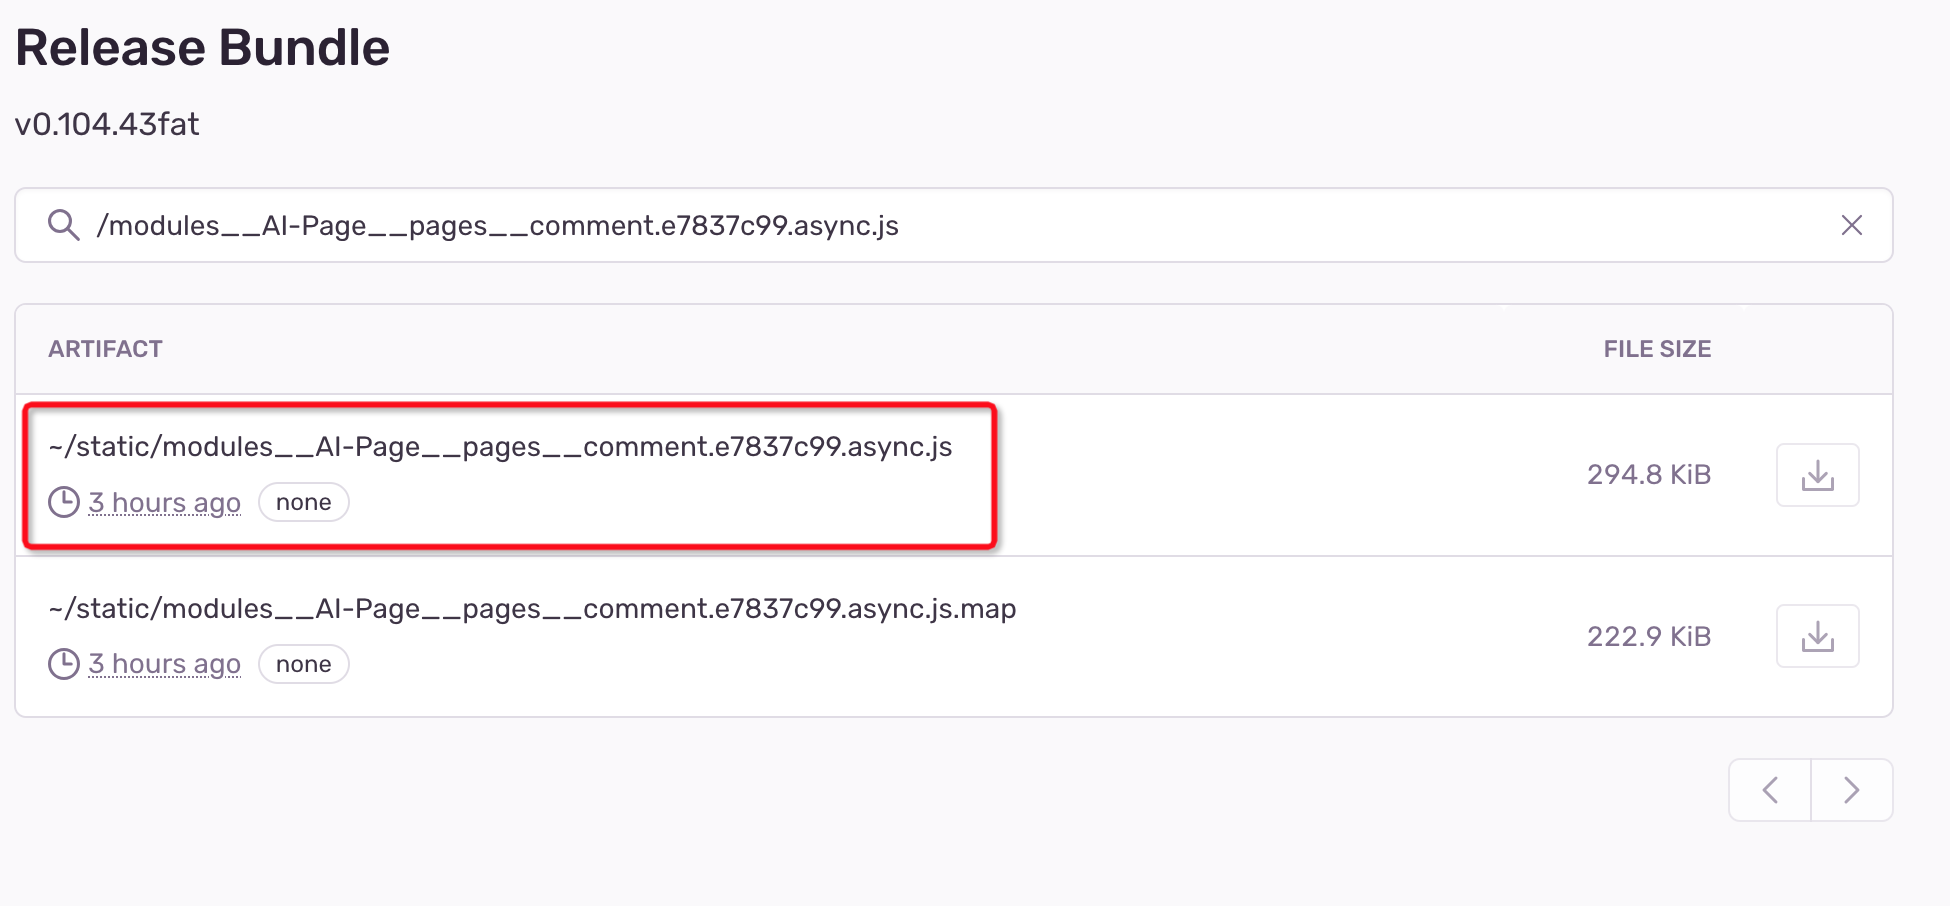 Release Bundle
v0.104.43fat
/modules__AI-Page__pages__comment.e7837c99.async.js
ARTIFACT FILE SIZE
~/static/modules__AI-Page__pages__comment.e7837c99.async.js
294.8 KiB
3 hours ago none
~/static/modules__AI-Page__pages__comment.e7837c99.async.js.map
222.9 KiB
3 hours ago none